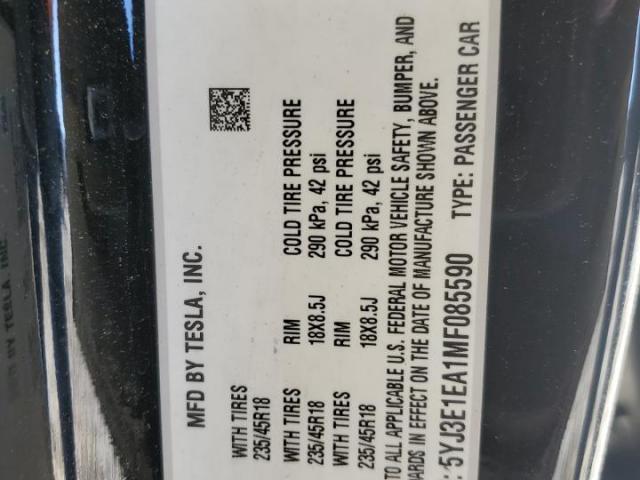 MFD BY TESLA, INC.
WITH TIRES
235/45R18
WITH TIRES RIM COLD TIRE PRESSURE
235/45R18 18X8.5J 290 kPa, 42 psi
WITH TIRES RIM COLD TIRE PRESSURE
235/45R18 18X8.5J 290 kPa, 42 psi
TO ALL APPLICABLE U.S. FEDERAL MOTOR VEHICLE SAFETY, BUMPER, AND
ARDS IN EFFECT ON THE DATE OF MANUFACTURE SHOWN ABOVE.
: 5YJ3E1EA1MF085590 TYPE: PASSENGER CAR
BY TESLA, INC.